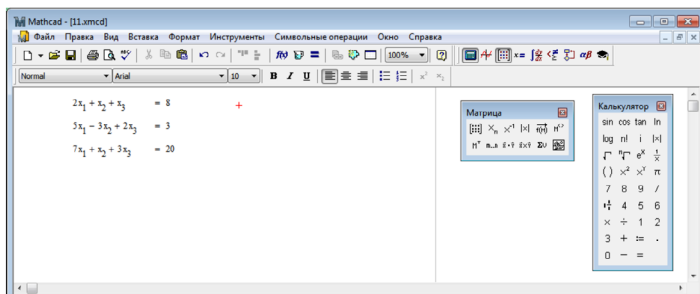 Mathcad - [11.xmcd]
Файл Правка Вид Вставка Формат Инструменты Символьные операции Окно Справка
100%
Normal Arial 10 B I U
2x₁ + x₂ + x₃ = 8
5x₁ − 3x₂ + 2x₃ = 3
7x₁ + x₂ + 3x₃ = 20
Матрица
Калькулятор
sin cos tan ln
log n! i |x|
( ) x² xʸ π
7 8 9 /
4 5 6
× ÷ 1 2
3 + := .
0 − =